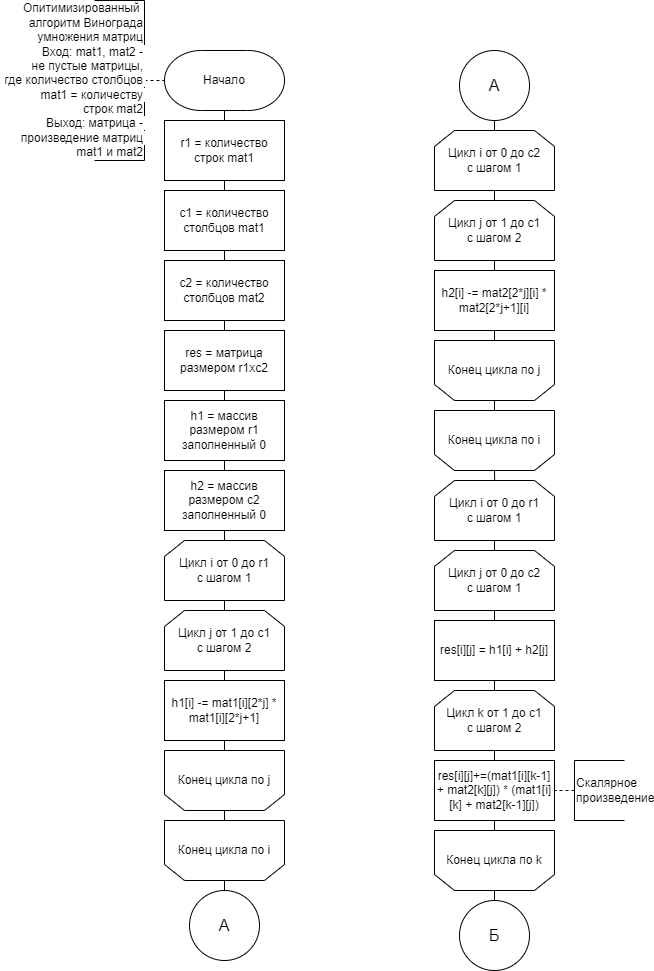 Опитимизированный
алгоритм Винограда
умножения матриц
Вход: mat1, mat2 -
не пустые матрицы,
где количество столбцов
mat1 = количеству
строк mat2
Выход: матрица -
произведение матриц
mat1 и mat2
Начало
r1 = количество
строк mat1
c1 = количество
столбцов mat1
c2 = количество
столбцов mat2
res = матрица
размером r1xc2
h1 = массив
размером r1
заполненный 0
h2 = массив
размером c2
заполненный 0
Цикл i от 0 до r1
с шагом 1
Цикл j от 1 до c1
с шагом 2
h1[i] -= mat1[i][2*j] *
mat1[i][2*j+1]
Конец цикла по j
Конец цикла по i
А
А
Цикл i от 0 до c2
с шагом 1
Цикл j от 1 до c1
с шагом 2
h2[i] -= mat2[2*j][i] *
mat2[2*j+1][i]
Конец цикла по j
Конец цикла по i
Цикл i от 0 до r1
с шагом 1
Цикл j от 0 до c2
с шагом 1
res[i][j] = h1[i] + h2[j]
Цикл k от 1 до c1
с шагом 2
res[i][j]+=(mat1[i][k-1]
+ mat2[k][j]) * (mat1[i]
[k] + mat2[k-1][j])
Скалярное
произведение
Конец цикла по k
Б